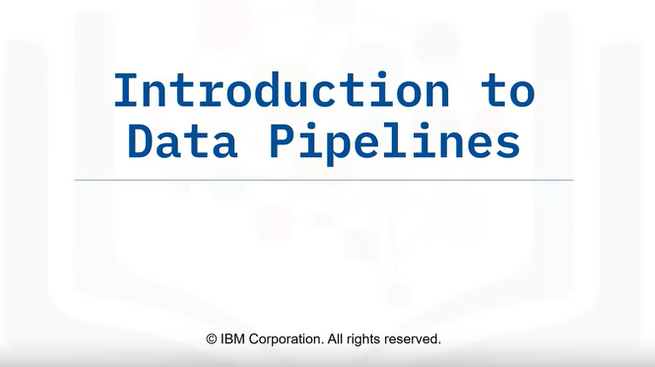 Introduction to
Data Pipelines
© IBM Corporation. All rights reserved.